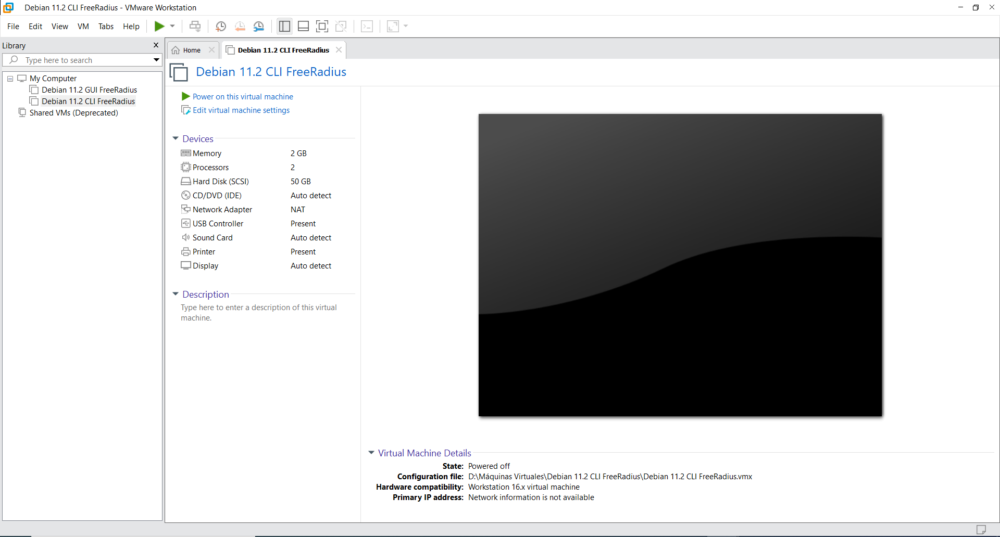 Debian 11.2 CLI FreeRadius - VMware Workstation
File Edit View VM Tabs Help
Library
Type here to search
My Computer
Debian 11.2 GUI FreeRadius
Debian 11.2 CLI FreeRadius
Shared VMs (Deprecated)
Home
Debian 11.2 CLI FreeRadius
Debian 11.2 CLI FreeRadius
Power on this virtual machine
Edit virtual machine settings
Devices
Memory 2 GB
Processors 2
Hard Disk (SCSI) 50 GB
CD/DVD (IDE) Auto detect
Network Adapter NAT
USB Controller Present
Sound Card Auto detect
Printer Present
Display Auto detect
Description
Type here to enter a description of this virtual
machine.
Virtual Machine Details
State: Powered off
Configuration file: D:\Máquinas Virtuales\Debian 11.2 CLI FreeRadius\Debian 11.2 CLI FreeRadius.vmx
Hardware compatibility: Workstation 16.x virtual machine
Primary IP address: Network information is not available